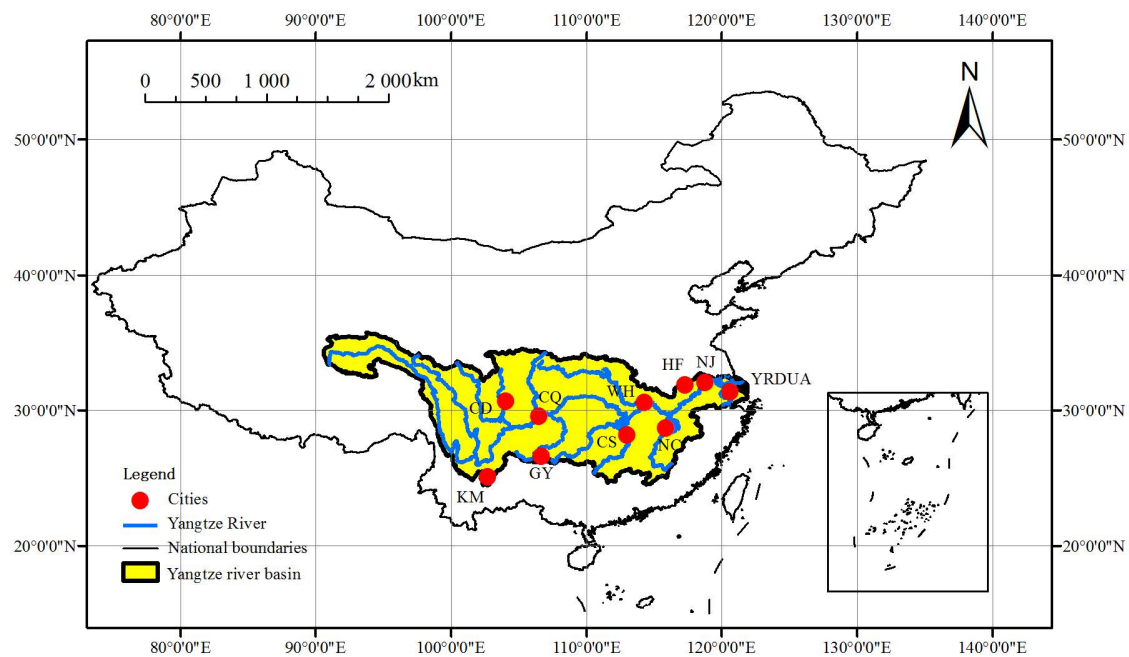 80°0'0"E 90°0'0"E 100°0'0"E 110°0'0"E 120°0'0"E 130°0'0"E 140°0'0"E
0 500 1 000 2 000km
N
50°0'0"N 50°0'0"N
40°0'0"N 40°0'0"N
HF NJ
YRDUA
30°0'0"N 30°0'0"N
WH
CQ
CD
CS NC
GY
KM
Legend
Cities
Yangtze River
National boundaries
Yangtze river basin
20°0'0"N 20°0'0"N
80°0'0"E 90°0'0"E 100°0'0"E 110°0'0"E 120°0'0"E 130°0'0"E 140°0'0"E